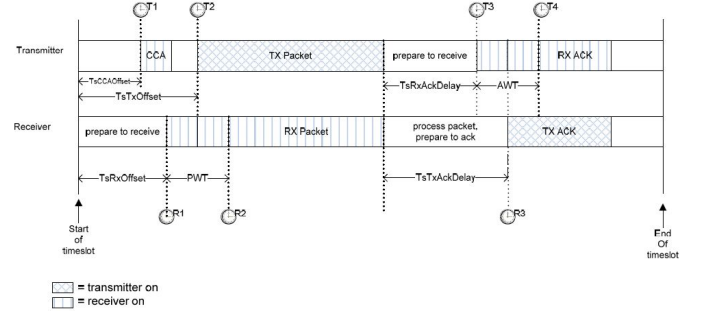 T1
T2
T3
T4
Transmitter
CCA
TX Packet
prepare to receive
RX ACK
TsCCAOffset
TsTxOffset
TsRxAckDelay
AWT
Receiver
prepare to receive
RX Packet
process packet,
prepare to ack
TX ACK
TsRxOffset
PWT
TsTxAckDelay
R1
R2
R3
Start
of
timeslot
End
Of
timeslot
= transmitter on
= receiver on